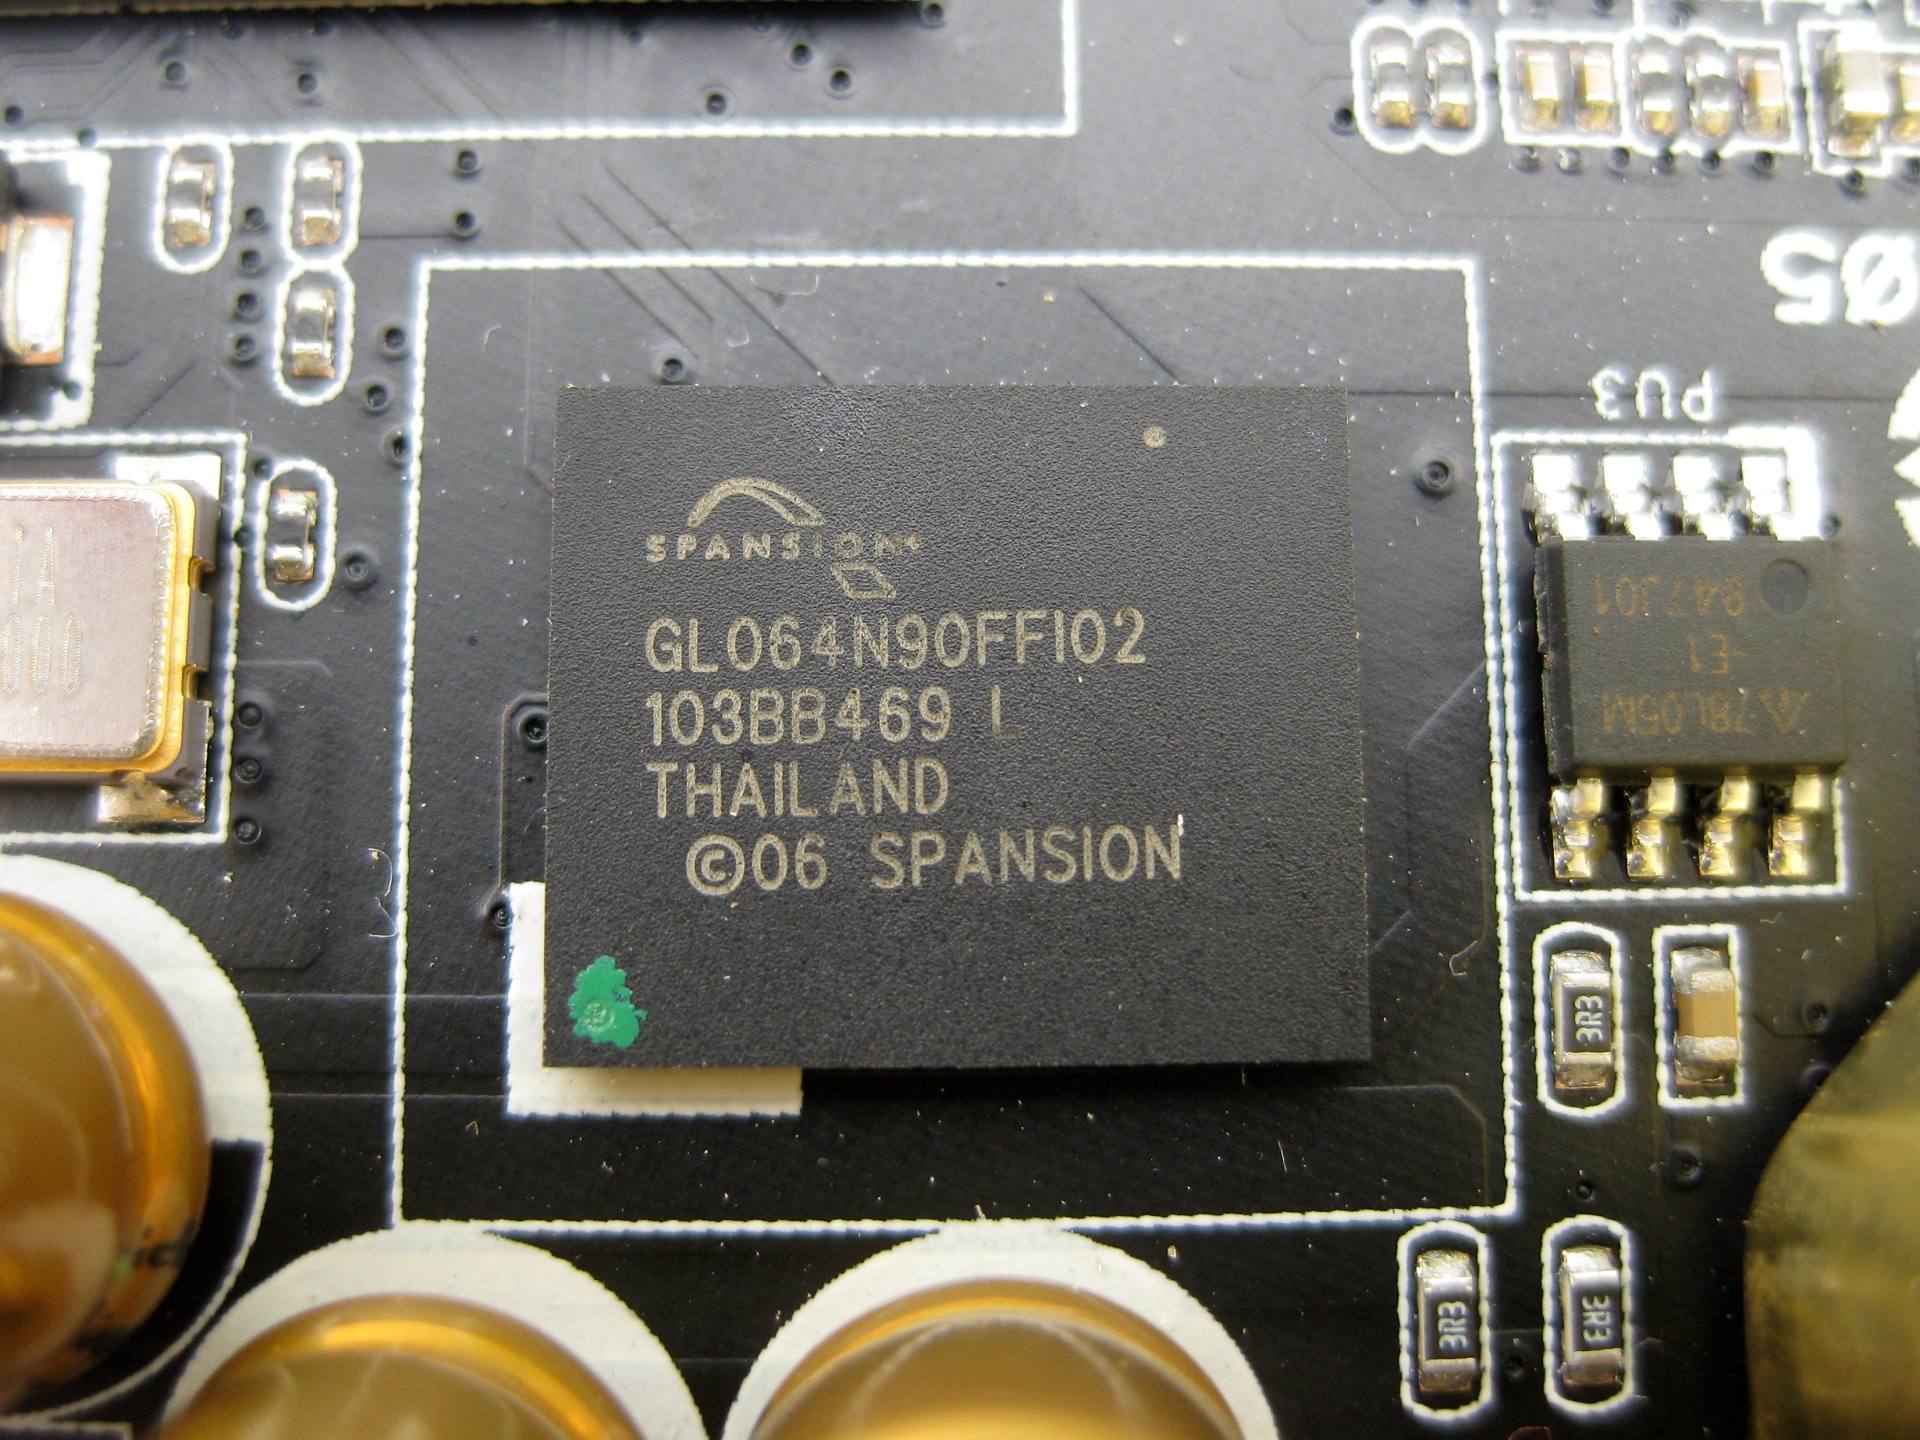 SPANSION
GL064N90FFI02
103BB469 L
THAILAND
©06 SPANSION
05
PU3
78L05M
-E1
947J01
3R3
3R3
3R3